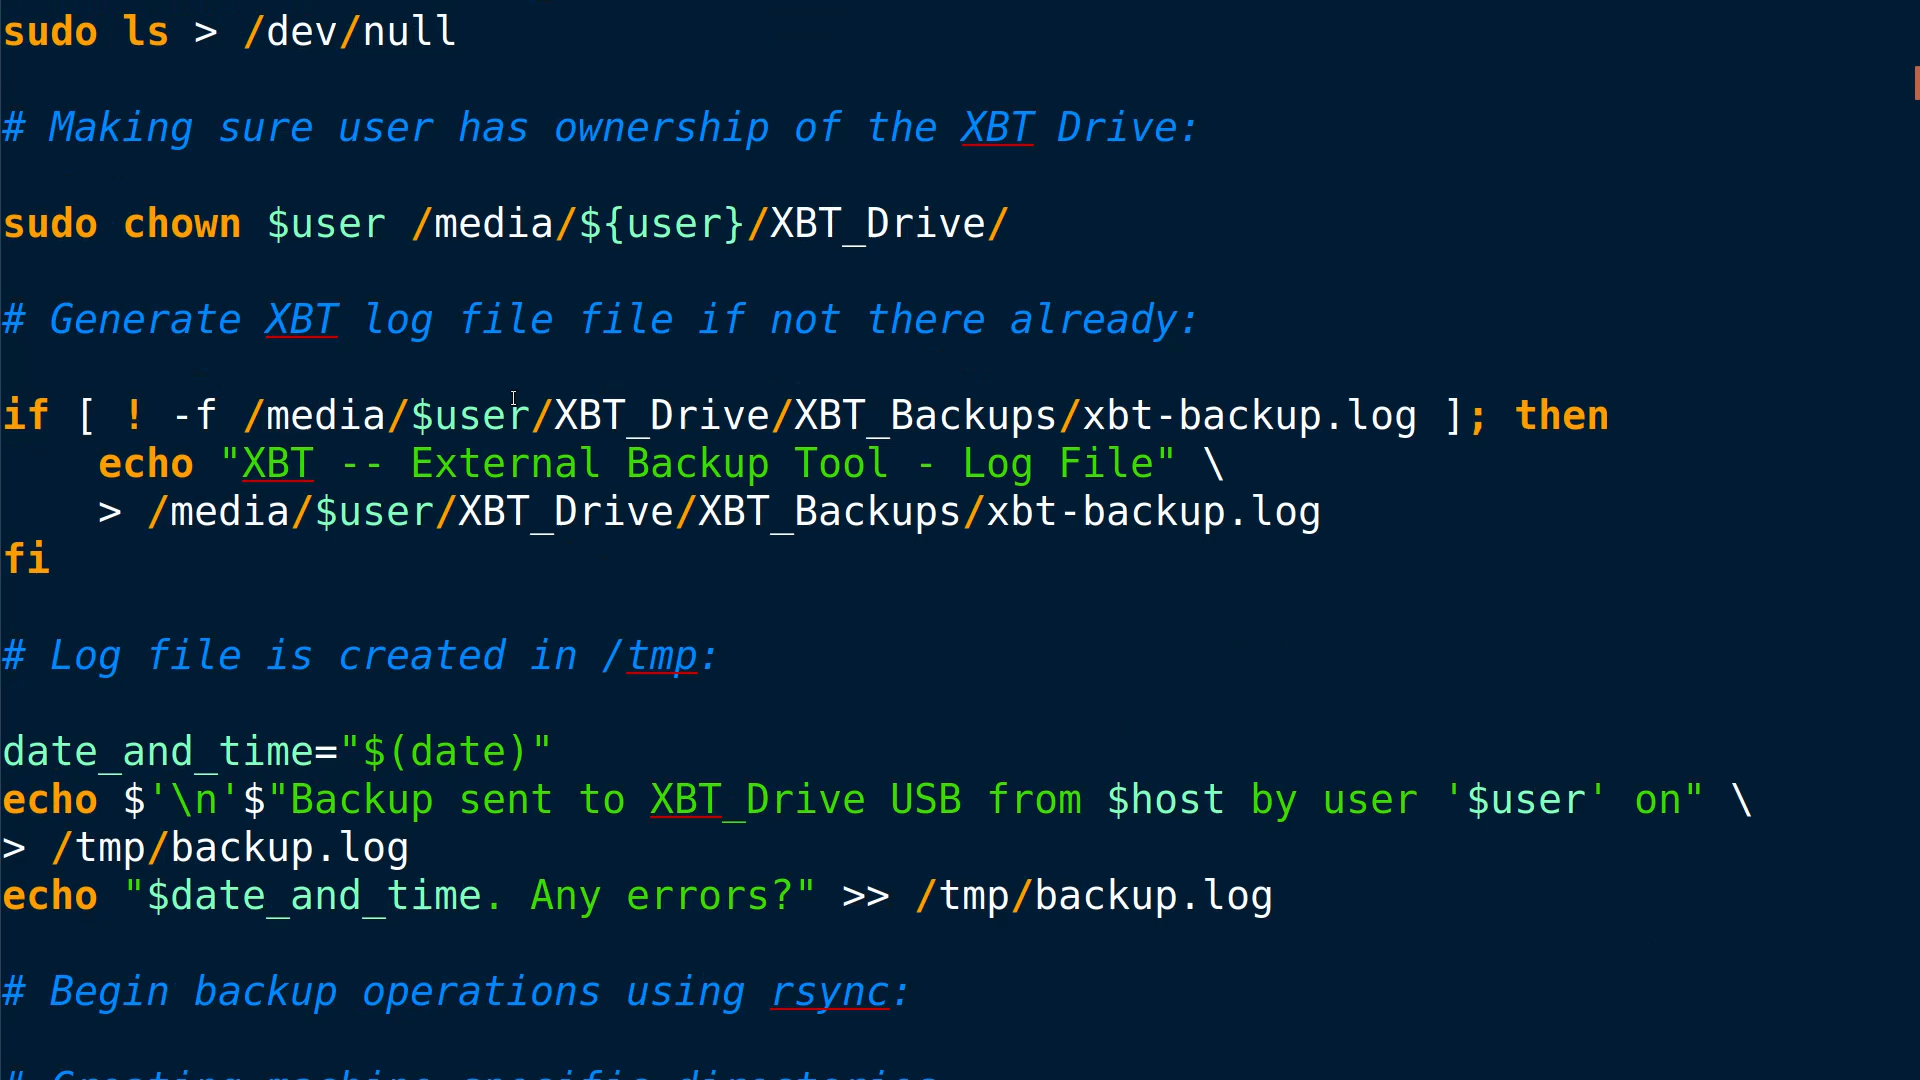 sudo ls > /dev/null
# Making sure user has ownership of the XBT Drive:
sudo chown $user /media/${user}/XBT_Drive/
# Generate XBT log file file if not there already:
if [ ! -f /media/$user/XBT_Drive/XBT_Backups/xbt-backup.log ]; then
    echo "XBT -- External Backup Tool - Log File" \
    > /media/$user/XBT_Drive/XBT_Backups/xbt-backup.log
fi
# Log file is created in /tmp:
date_and_time="$(date)"
echo $'\n'$"Backup sent to XBT_Drive USB from $host by user '$user' on" \
> /tmp/backup.log
echo "$date_and_time. Any errors?" >> /tmp/backup.log
# Begin backup operations using rsync:
# Creating machine specific directories